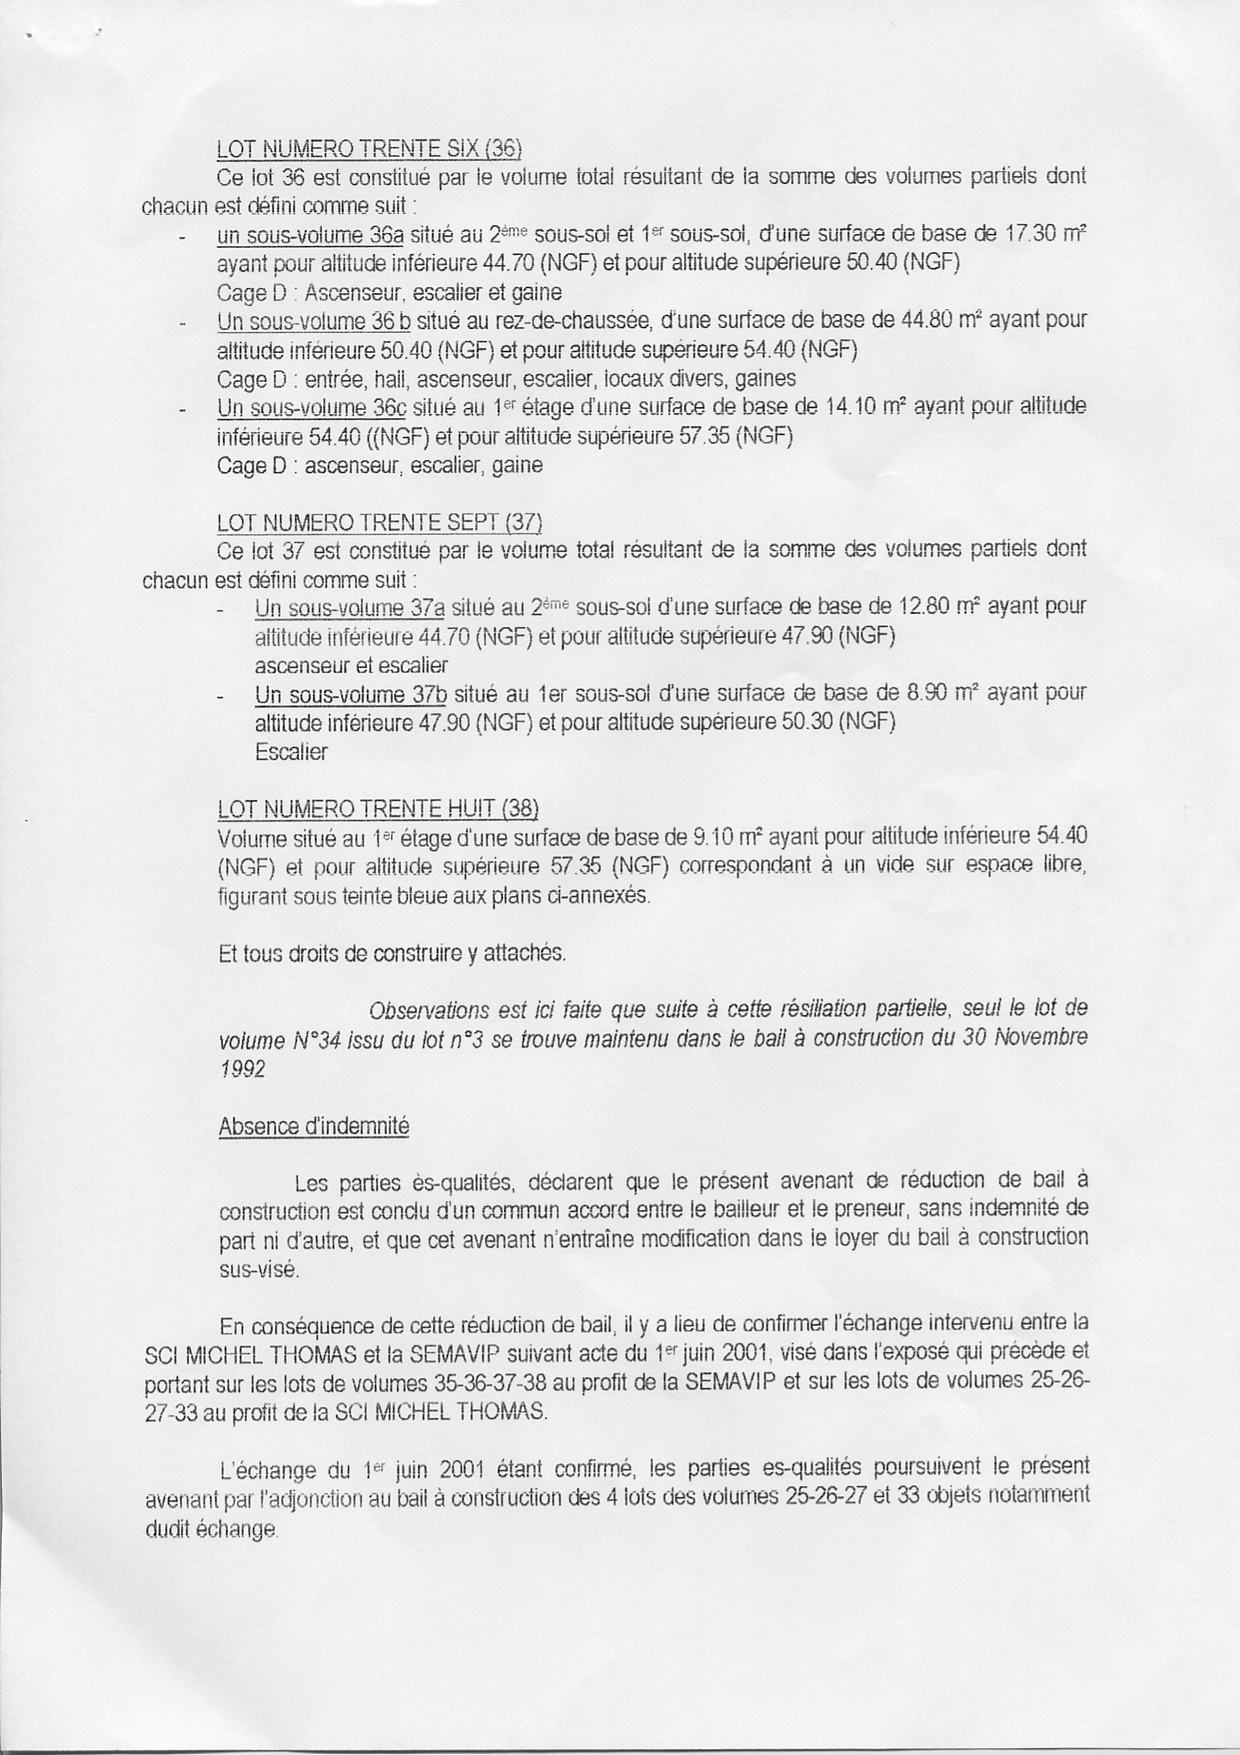 LOT NUMERO TRENTE SIX (36)
Ce lot 36 est constitué par le volume total résultant de la somme des volumes partiels dont
chacun est défini comme suit :
- un sous-volume 36a situé au 2ème sous-sol et 1er sous-sol, d'une surface de base de 17.30 m²
ayant pour altitude inférieure 44.70 (NGF) et pour altitude supérieure 50.40 (NGF)
Cage D : Ascenseur, escalier et gaine
- Un sous-volume 36 b situé au rez-de-chaussée, d'une surface de base de 44.80 m² ayant pour
altitude inférieure 50.40 (NGF) et pour altitude supérieure 54.40 (NGF)
Cage D : entrée, hall, ascenseur, escalier, locaux divers, gaines
- Un sous-volume 36c situé au 1er étage d'une surface de base de 14.10 m² ayant pour altitude
inférieure 54.40 ((NGF) et pour altitude supérieure 57.35 (NGF)
Cage D : ascenseur, escalier, gaine
LOT NUMERO TRENTE SEPT (37)
Ce lot 37 est constitué par le volume total résultant de la somme des volumes partiels dont
chacun est défini comme suit :
- Un sous-volume 37a situé au 2ème sous-sol d'une surface de base de 12.80 m² ayant pour
altitude inférieure 44.70 (NGF) et pour altitude supérieure 47.90 (NGF)
ascenseur et escalier
- Un sous-volume 37b situé au 1er sous-sol d'une surface de base de 8.90 m² ayant pour
altitude inférieure 47.90 (NGF) et pour altitude supérieure 50.30 (NGF)
Escalier
LOT NUMERO TRENTE HUIT (38)
Volume situé au 1er étage d'une surface de base de 9.10 m² ayant pour altitude inférieure 54.40
(NGF) et pour altitude supérieure 57.35 (NGF) correspondant à un vide sur espace libre,
figurant sous teinte bleue aux plans ci-annexés.
Et tous droits de construire y attachés.
Observations est ici faite que suite à cette résiliation partielle, seul le lot de
volume N°34 issu du lot n°3 se trouve maintenu dans le bail à construction du 30 Novembre
1992
Absence d'indemnité
Les parties ès-qualités, déclarent que le présent avenant de réduction de bail à
construction est conclu d'un commun accord entre le bailleur et le preneur, sans indemnité de
part ni d'autre, et que cet avenant n'entraîne modification dans le loyer du bail à construction
sus-visé.
En conséquence de cette réduction de bail, il y a lieu de confirmer l'échange intervenu entre la
SCI MICHEL THOMAS et la SEMAVIP suivant acte du 1er juin 2001, visé dans l'exposé qui précède et
portant sur les lots de volumes 35-36-37-38 au profit de la SEMAVIP et sur les lots de volumes 25-26-
27-33 au profit de la SCI MICHEL THOMAS.
L'échange du 1er juin 2001 étant confirmé, les parties es-qualités poursuivent le présent
avenant par l'adjonction au bail à construction des 4 lots des volumes 25-26-27 et 33 objets notamment
dudit échange.